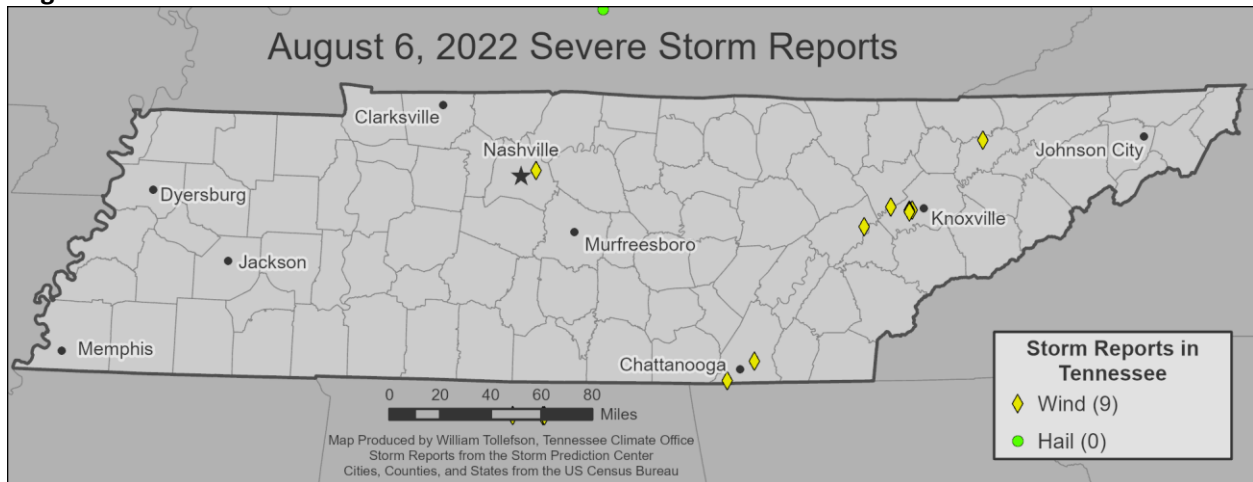 August 6, 2022 Severe Storm Reports
Clarksville
Nashville
Johnson City
Dyersburg
Knoxville
Murfreesboro
Jackson
Memphis
Chattanooga
0 20 40 60 80
Miles
Map Produced by William Tollefson, Tennessee Climate Office
Storm Reports from the Storm Prediction Center
Cities, Counties, and States from the US Census Bureau
Storm Reports in
Tennessee
Wind (9)
Hail (0)